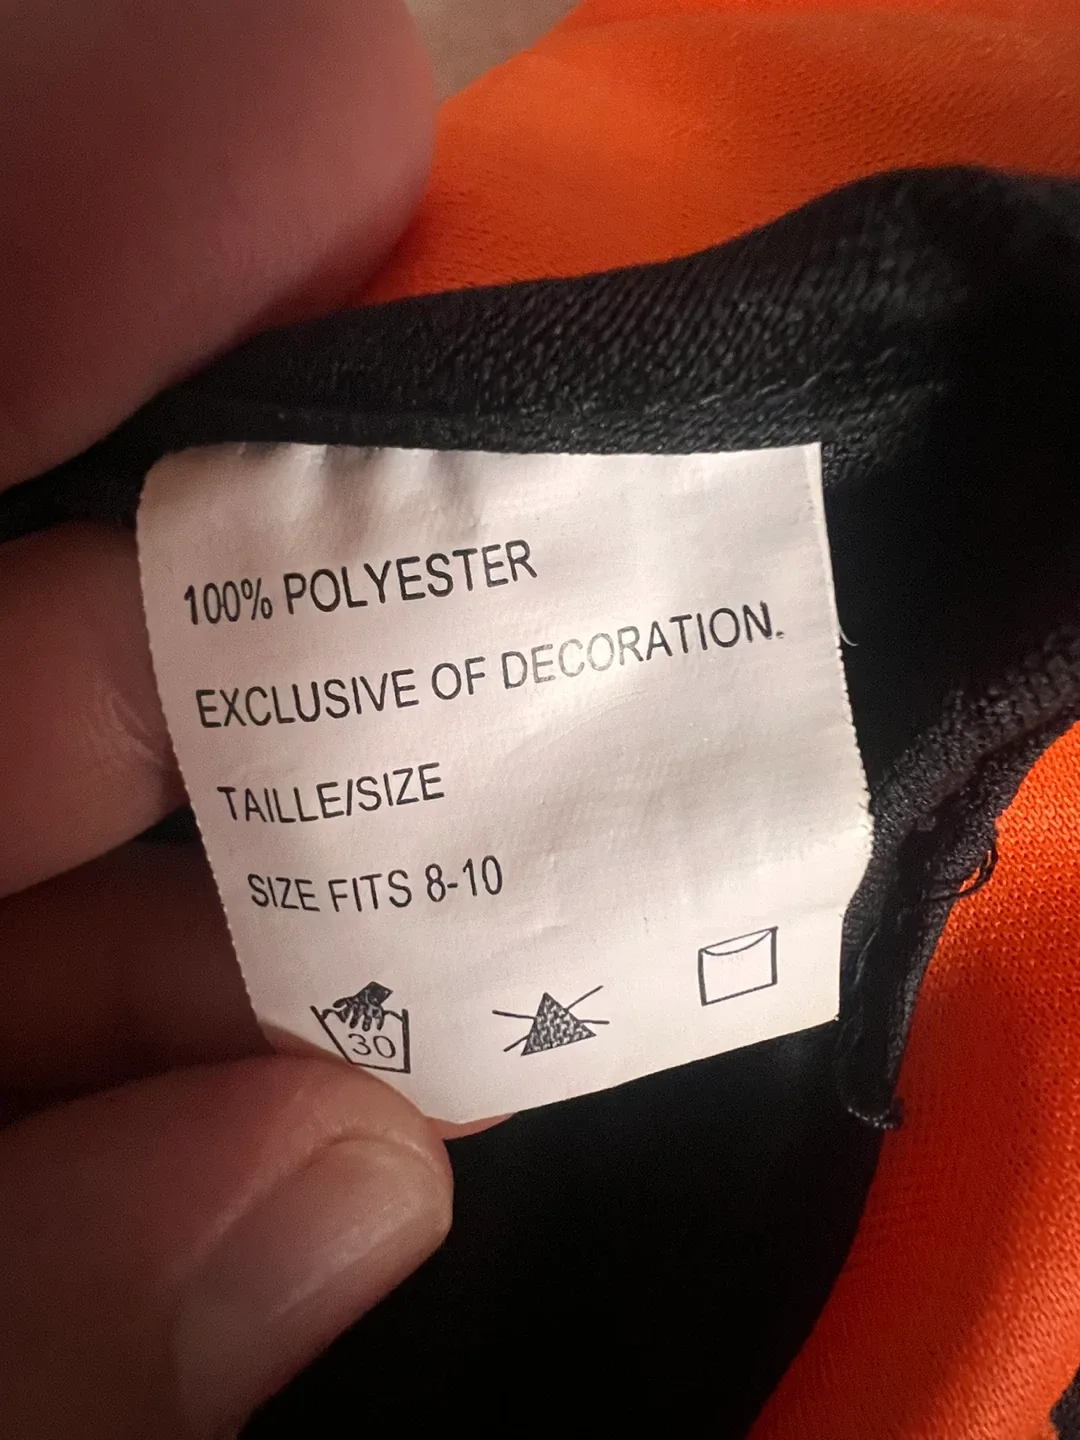 100% POLYESTER
EXCLUSIVE OF DECORATION.
TAILLE/SIZE
SIZE FITS 8-10
30